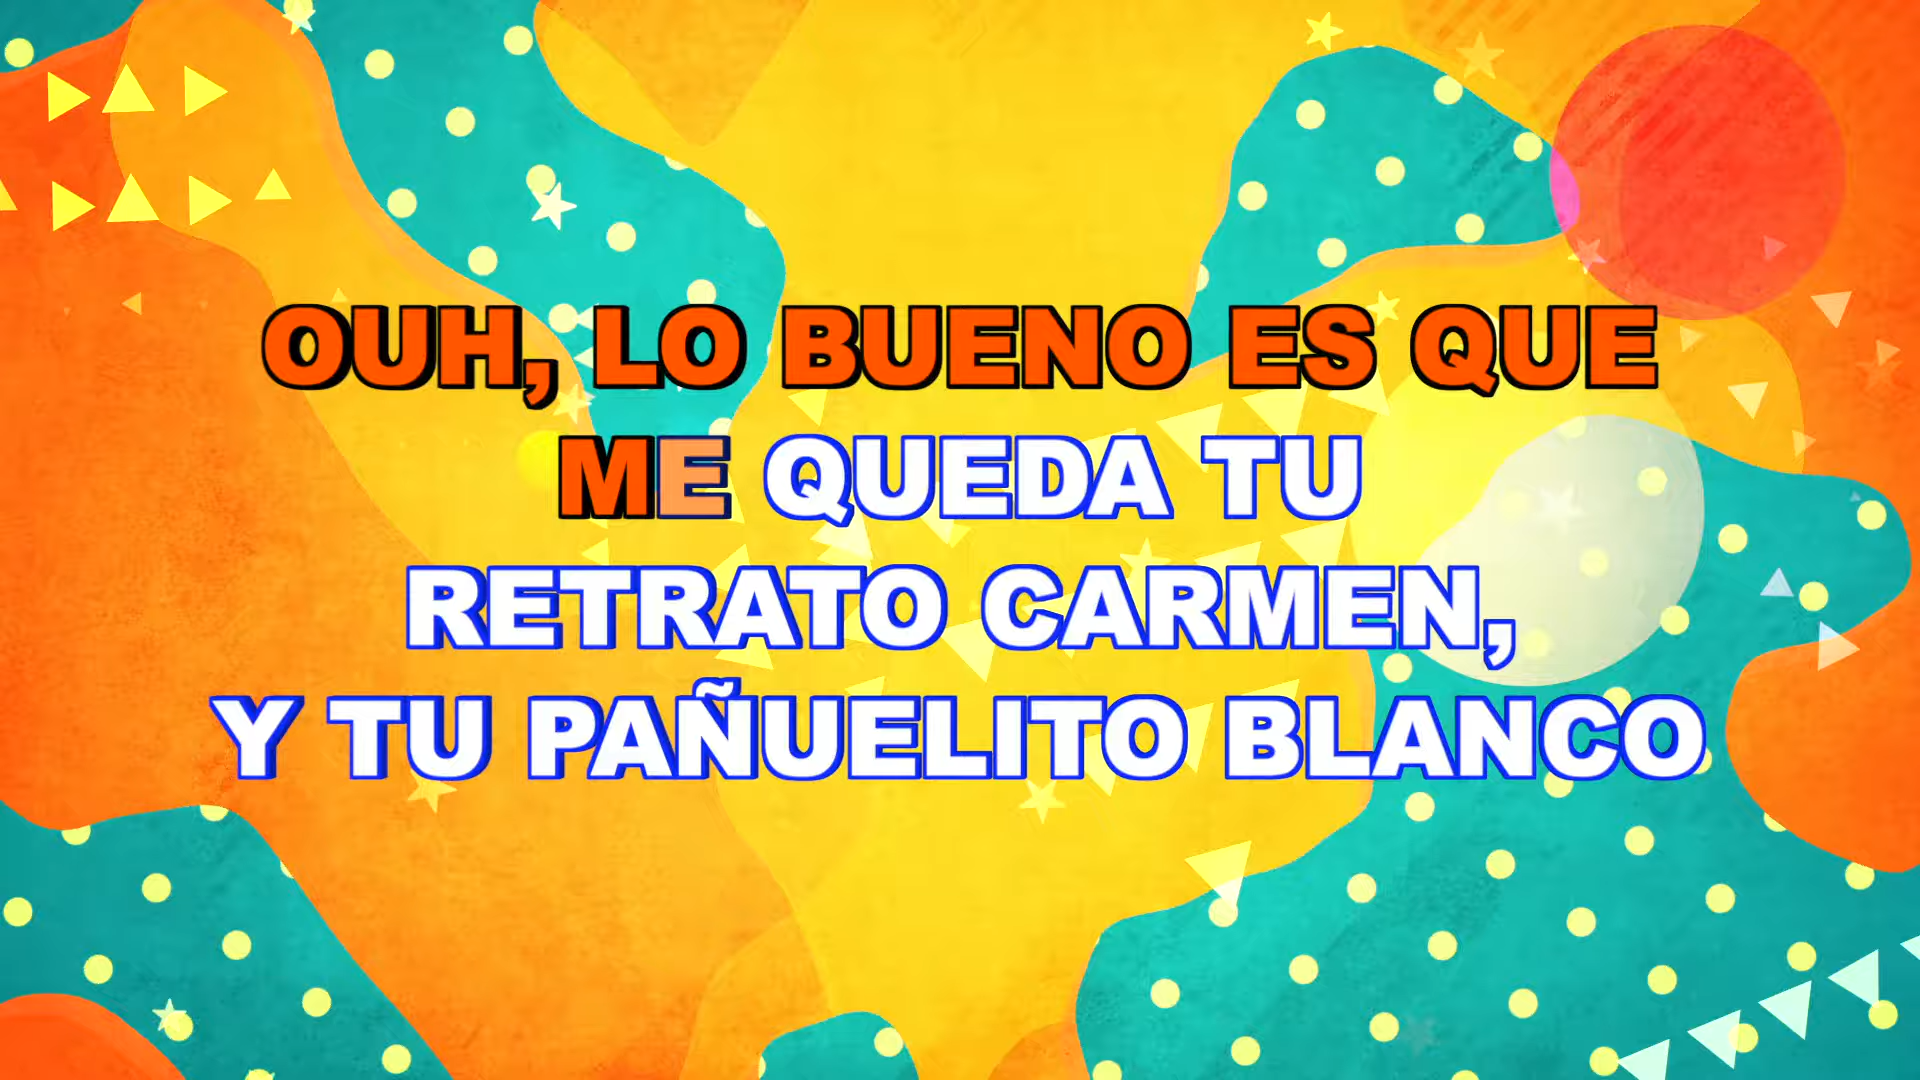 OUH, LO BUENO ES QUE
ME QUEDA TU
RETRATO CARMEN,
Y TU PAÑUELITO BLANCO